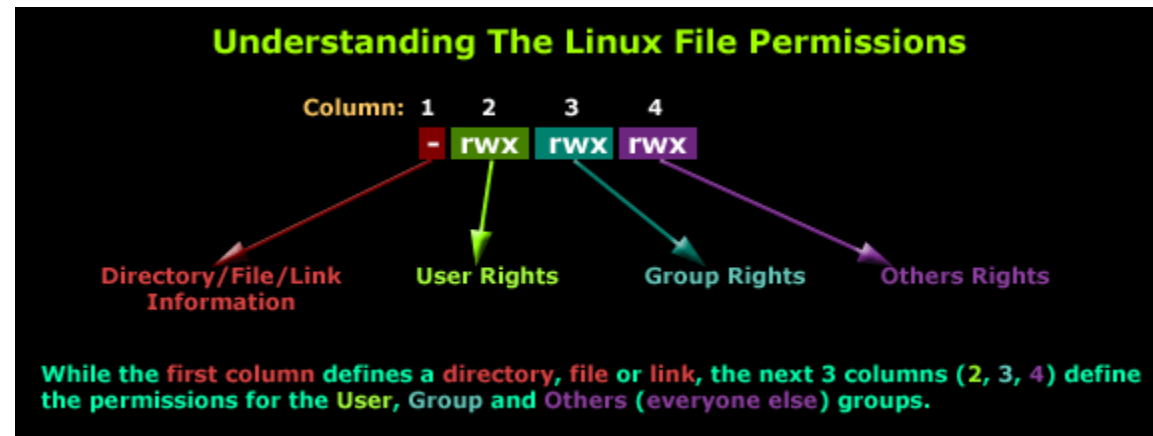 Understanding The Linux File Permissions
Column: 1 2 3 4
- rwx rwx rwx
Directory/File/Link
Information
User Rights
Group Rights
Others Rights
While the first column defines a directory, file or link, the next 3 columns (2, 3, 4) define
the permissions for the User, Group and Others (everyone else) groups.